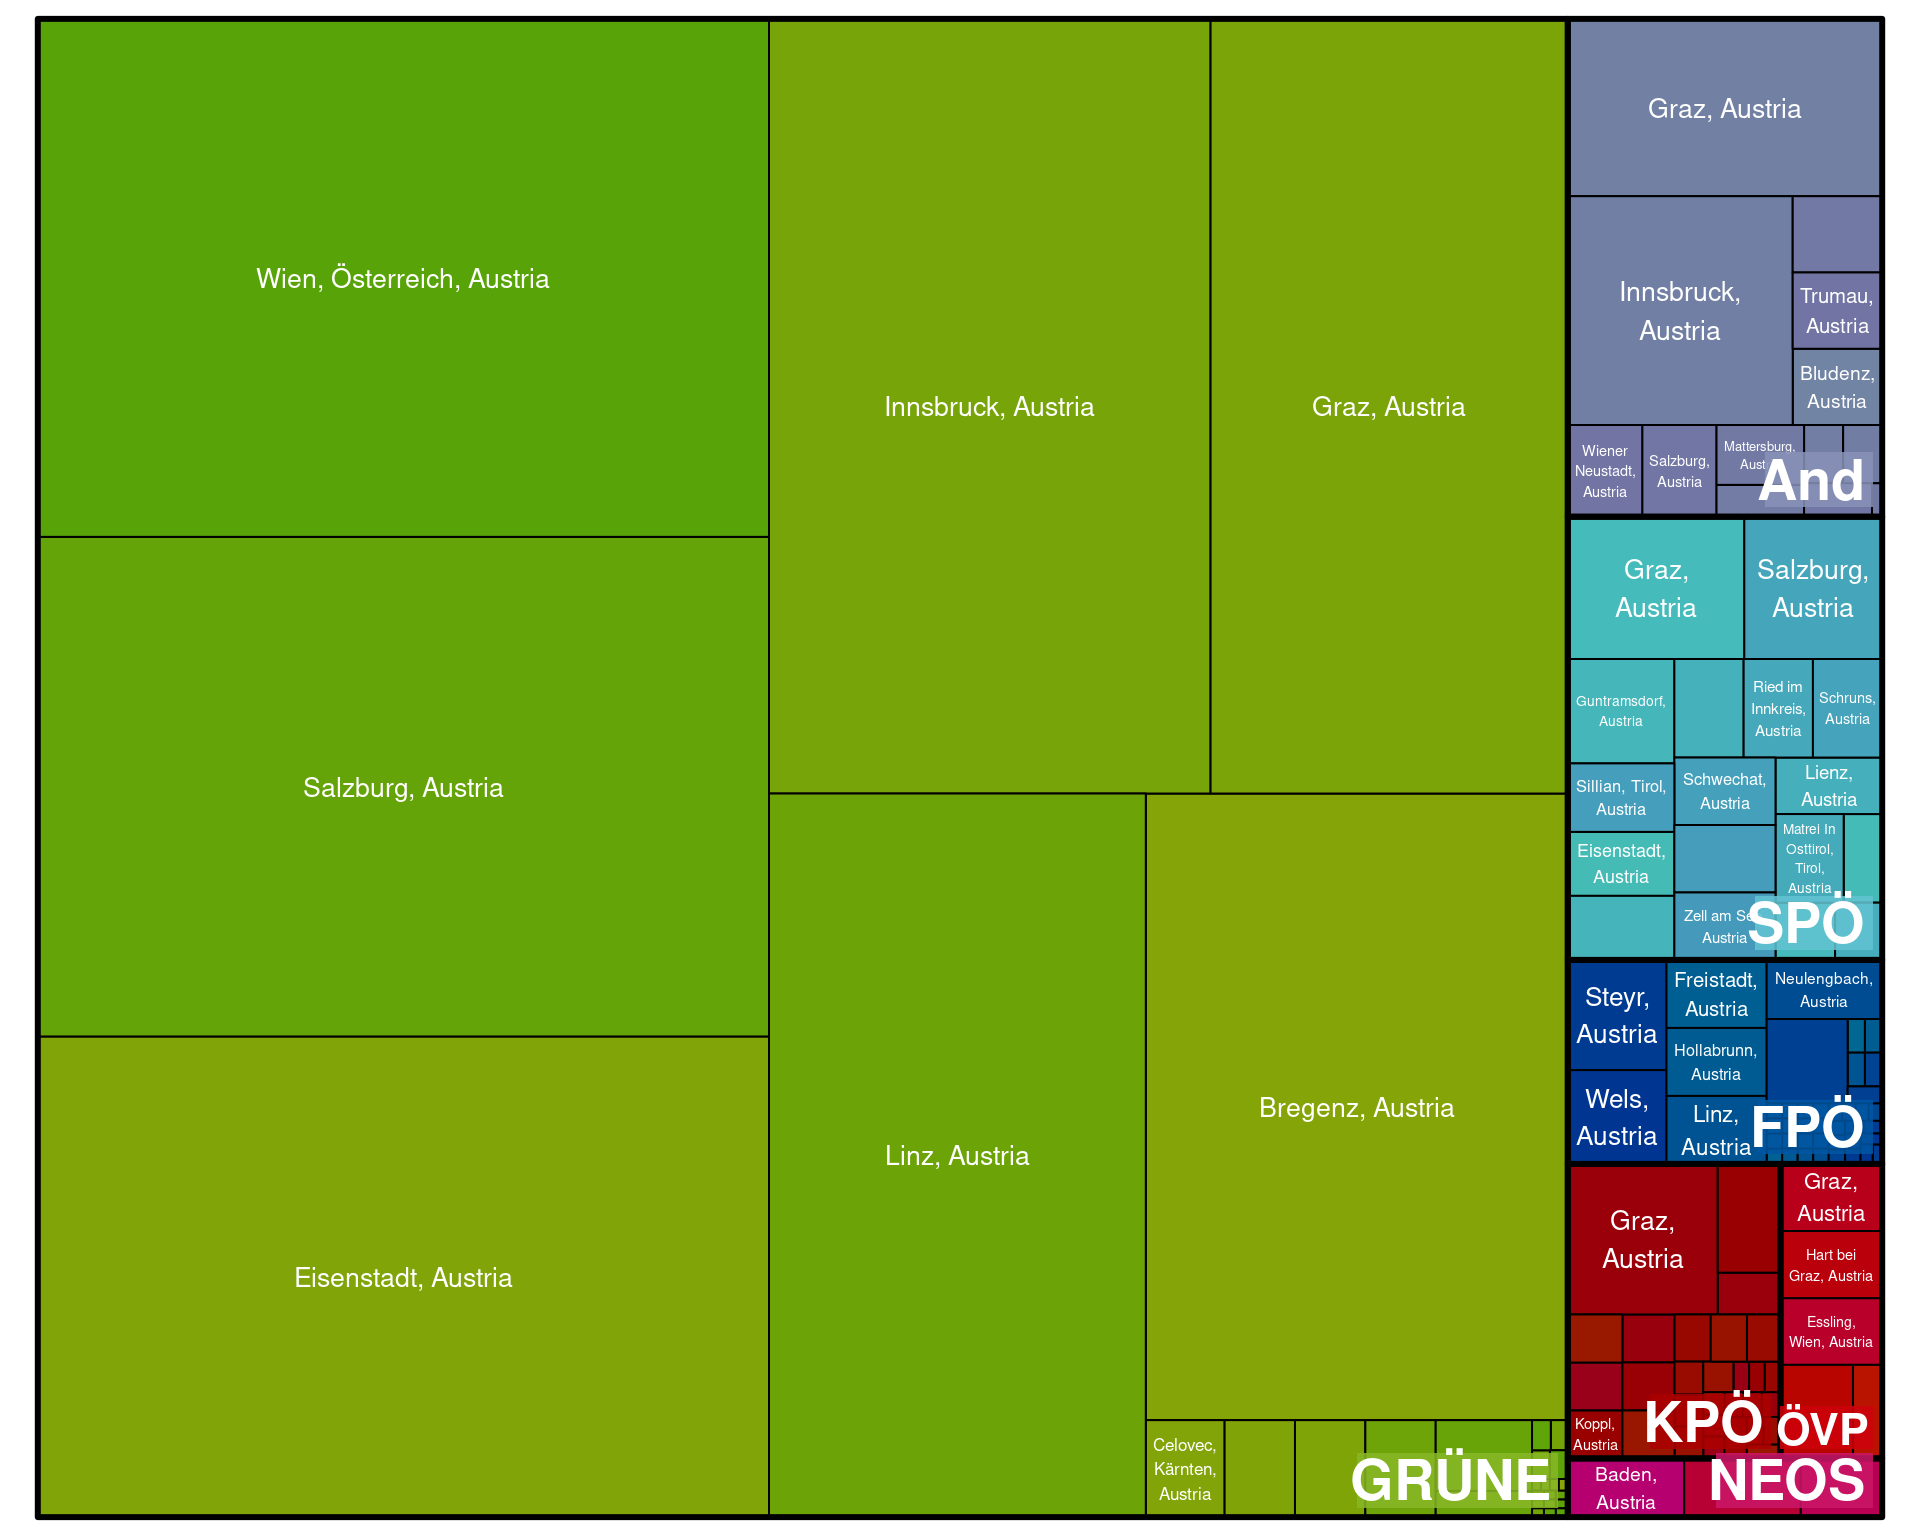 Wien, Österreich, Austria
Salzburg, Austria
Eisenstadt, Austria
Innsbruck, Austria
Graz, Austria
Linz, Austria
Bregenz, Austria
Celovec,
Kärnten,
Austria
GRÜNE
Graz, Austria
Innsbruck,
Austria
Trumau,
Austria
Bludenz,
Austria
Wiener
Neustadt,
Austria
Salzburg,
Austria
Mattersburg,
Aust
And
Graz,
Austria
Salzburg,
Austria
Guntramsdorf,
Austria
Ried im
Innkreis,
Austria
Schruns,
Austria
Sillian, Tirol,
Austria
Schwechat,
Austria
Lienz,
Austria
Eisenstadt,
Austria
Matrei In
Osttirol,
Tirol,
Austria
Zell am Se
Austria
SPÖ
Steyr,
Austria
Freistadt,
Austria
Neulengbach,
Austria
Hollabrunn,
Austria
Wels,
Austria
Linz,
Austria
FPÖ
Graz,
Austria
Koppl,
Austria
KPÖ
Graz,
Austria
Hart bei
Graz, Austria
Essling,
Wien, Austria
ÖVP
Baden,
Austria
NEOS